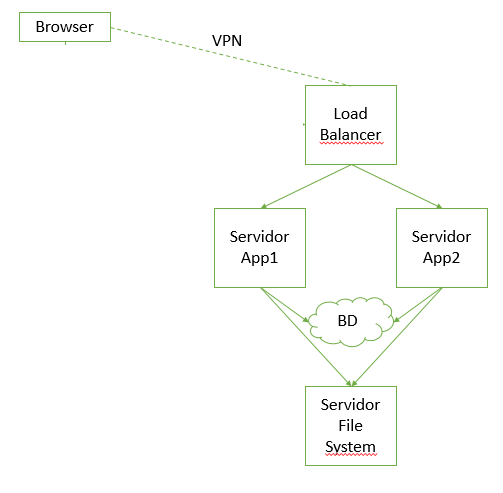 Browser
VPN
Load
Balancer
Servidor
App1
Servidor
App2
BD
Servidor
File
System